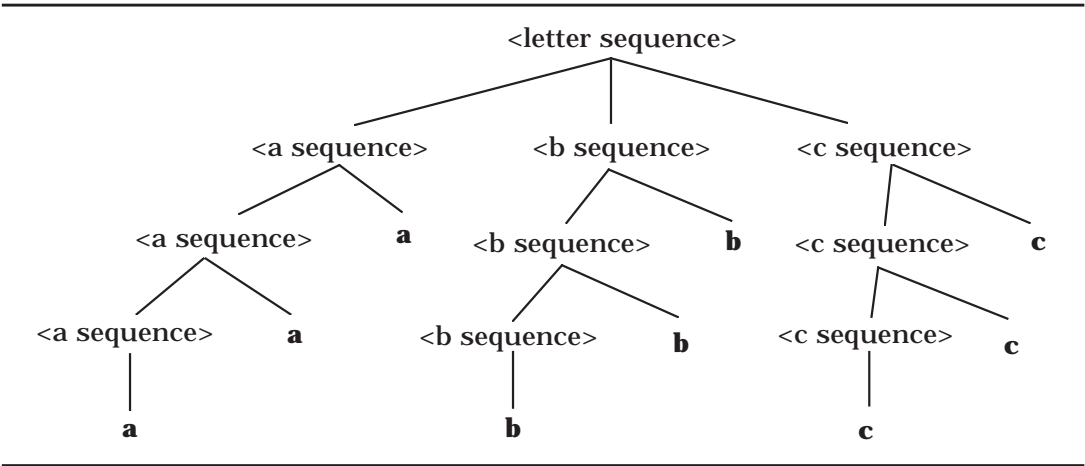 <letter sequence>
<a sequence> <b sequence> <c sequence>
<a sequence> a <b sequence> b <c sequence> c
<a sequence> a <b sequence> b <c sequence> c
a b c